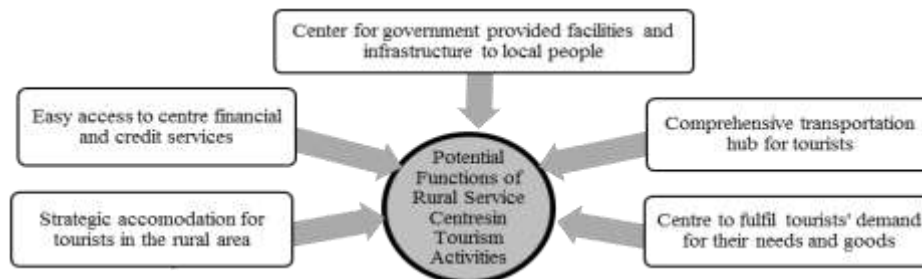 Center for government provided facilities and
infrastructure to local people
Easy access to centre financial
and credit services
Comprehensive transportation
hub for tourists
Potential
Functions of
Rural Service
Centresin
Tourism
Activities
Strategic accomodation for
tourists in the rural area
Centre to fulfil tourists' demand
for their needs and goods